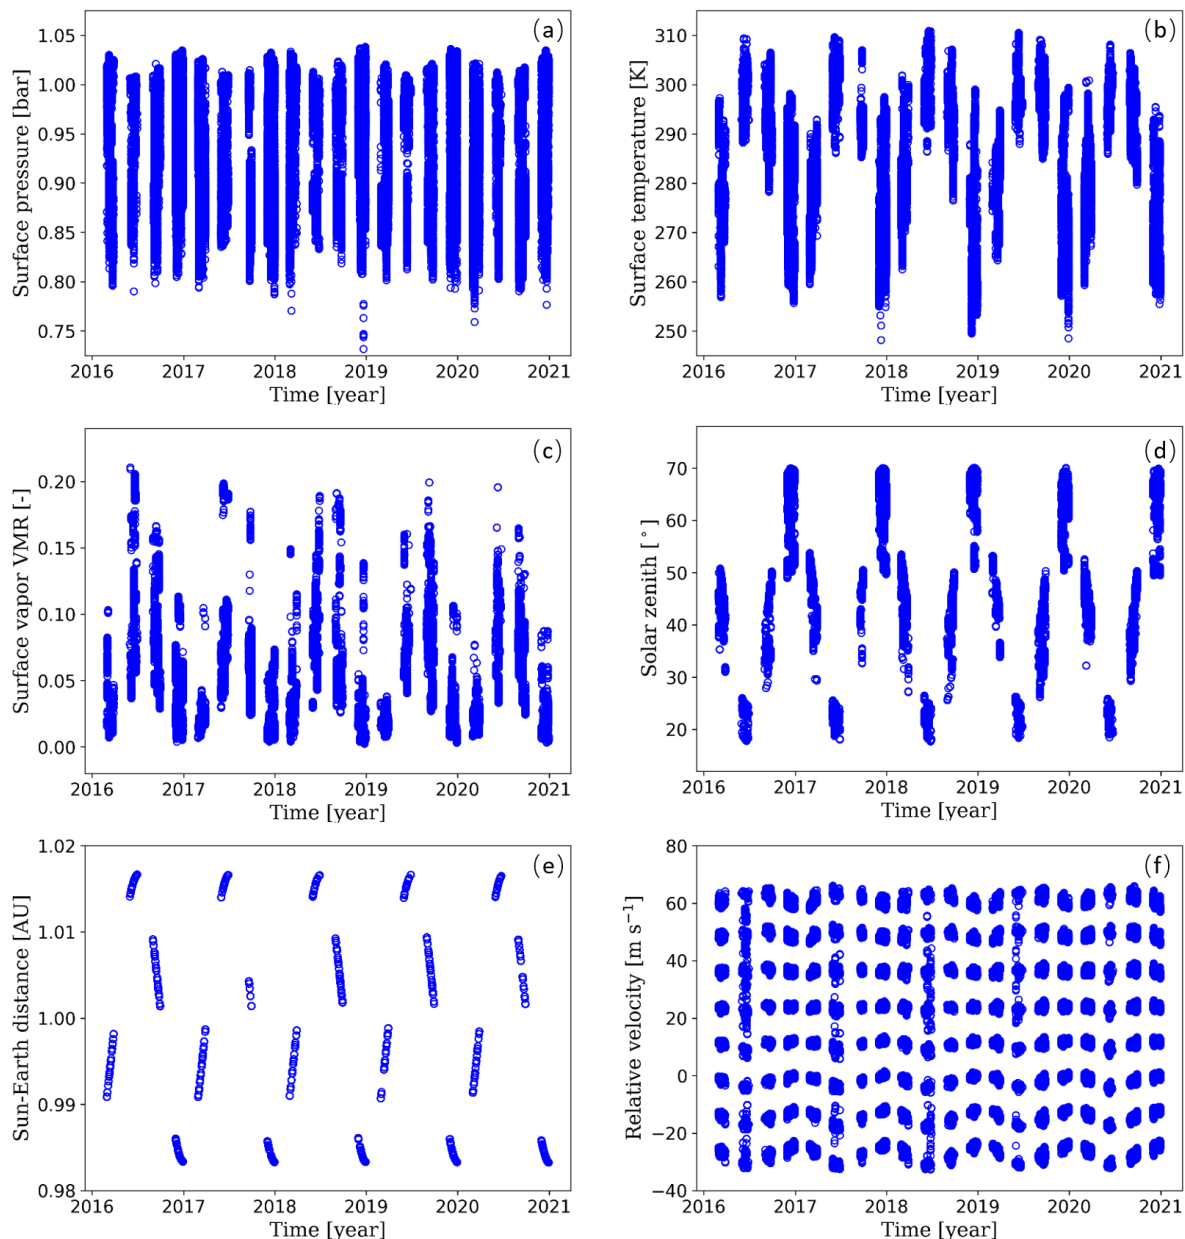 (a)
Surface pressure [bar]
1.05
1.00
0.95
0.90
0.85
0.80
0.75
2016 2017 2018 2019 2020 2021
Time [year]
(b)
Surface temperature [K]
310
300
290
280
270
260
250
2016 2017 2018 2019 2020 2021
Time [year]
(c)
Surface vapor VMR [-]
0.20
0.15
0.10
0.05
0.00
2016 2017 2018 2019 2020 2021
Time [year]
(d)
Solar zenith [°]
70
60
50
40
30
20
2016 2017 2018 2019 2020 2021
Time [year]
(e)
Sun-Earth distance [AU]
1.02
1.01
1.00
0.99
0.98
2016 2017 2018 2019 2020 2021
Time [year]
(f)
Relative velocity [m s⁻¹]
80
60
40
20
0
−20
−40
2016 2017 2018 2019 2020 2021
Time [year]